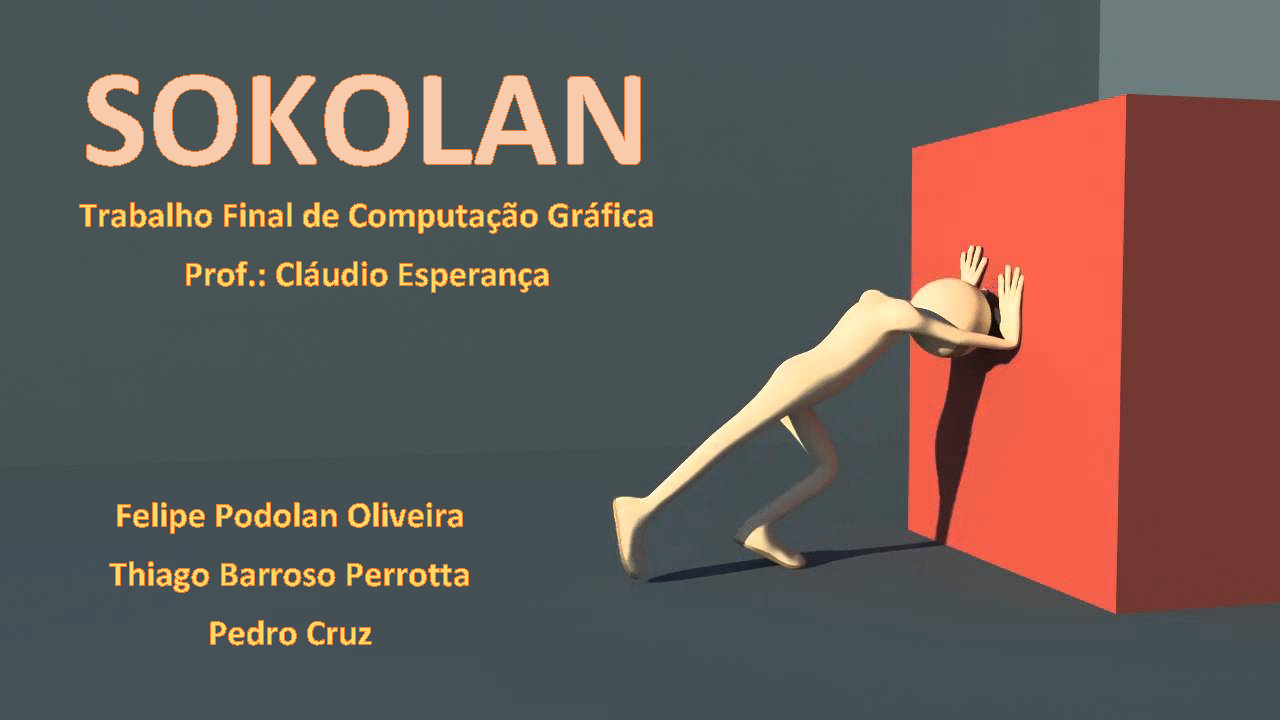 SOKOLAN
Trabalho Final de Computação Gráfica
Prof.: Cláudio Esperança
Felipe Podolan Oliveira
Thiago Barroso Perrotta
Pedro Cruz